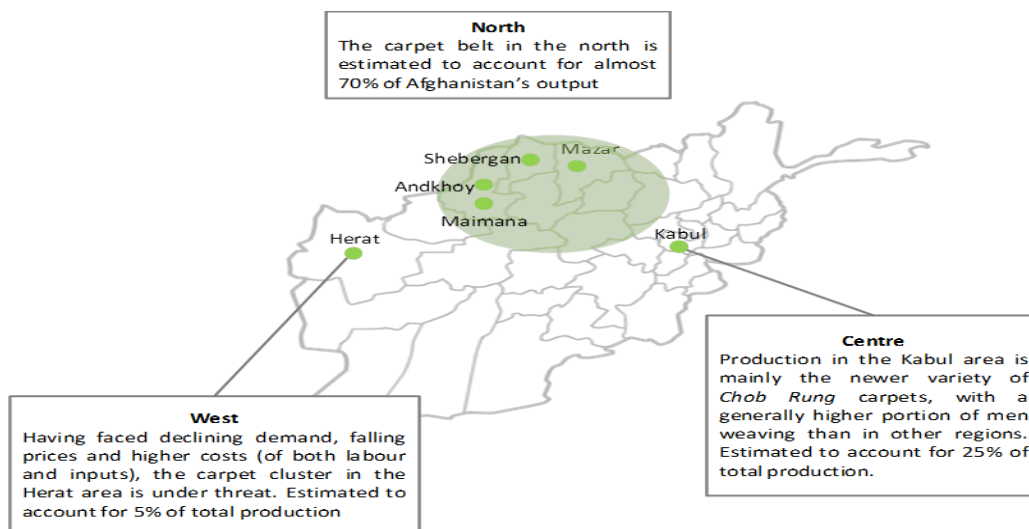 North
The carpet belt in the north is
estimated to account for almost
70% of Afghanistan's output
Shebergan
Mazar
Andkhoy
Maimana
Herat
Kabul
Centre
Production in the Kabul area is
mainly the newer variety of
Chob Rung carpets, with a
generally higher portion of men
weaving than in other regions.
Estimated to account for 25% of
total production.
West
Having faced declining demand, falling
prices and higher costs (of both labour
and inputs), the carpet cluster in the
Herat area is under threat. Estimated to
account for 5% of total production